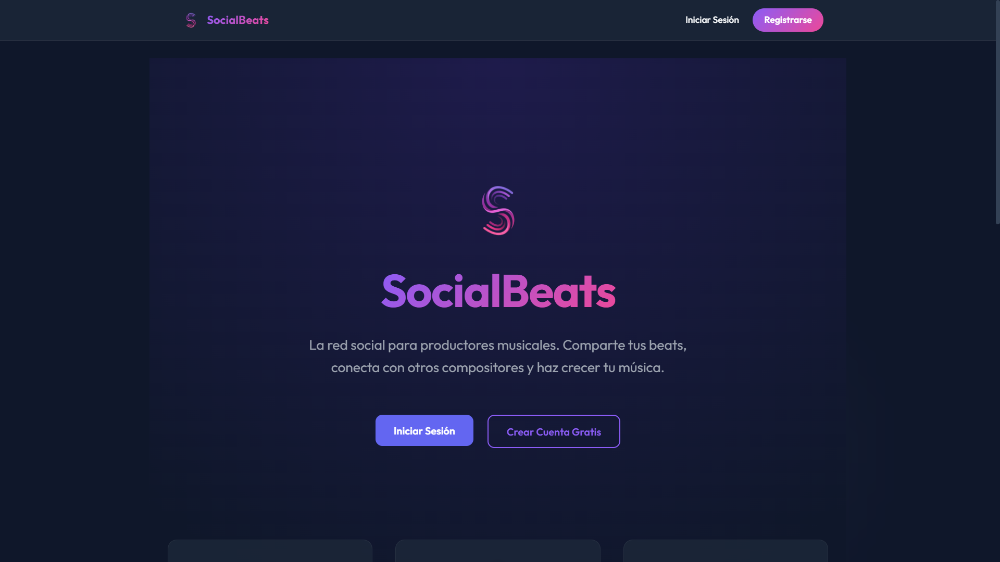 SocialBeats
Iniciar Sesión
Registrarse
SocialBeats
La red social para productores musicales. Comparte tus beats,
conecta con otros compositores y haz crecer tu música.
Iniciar Sesión
Crear Cuenta Gratis